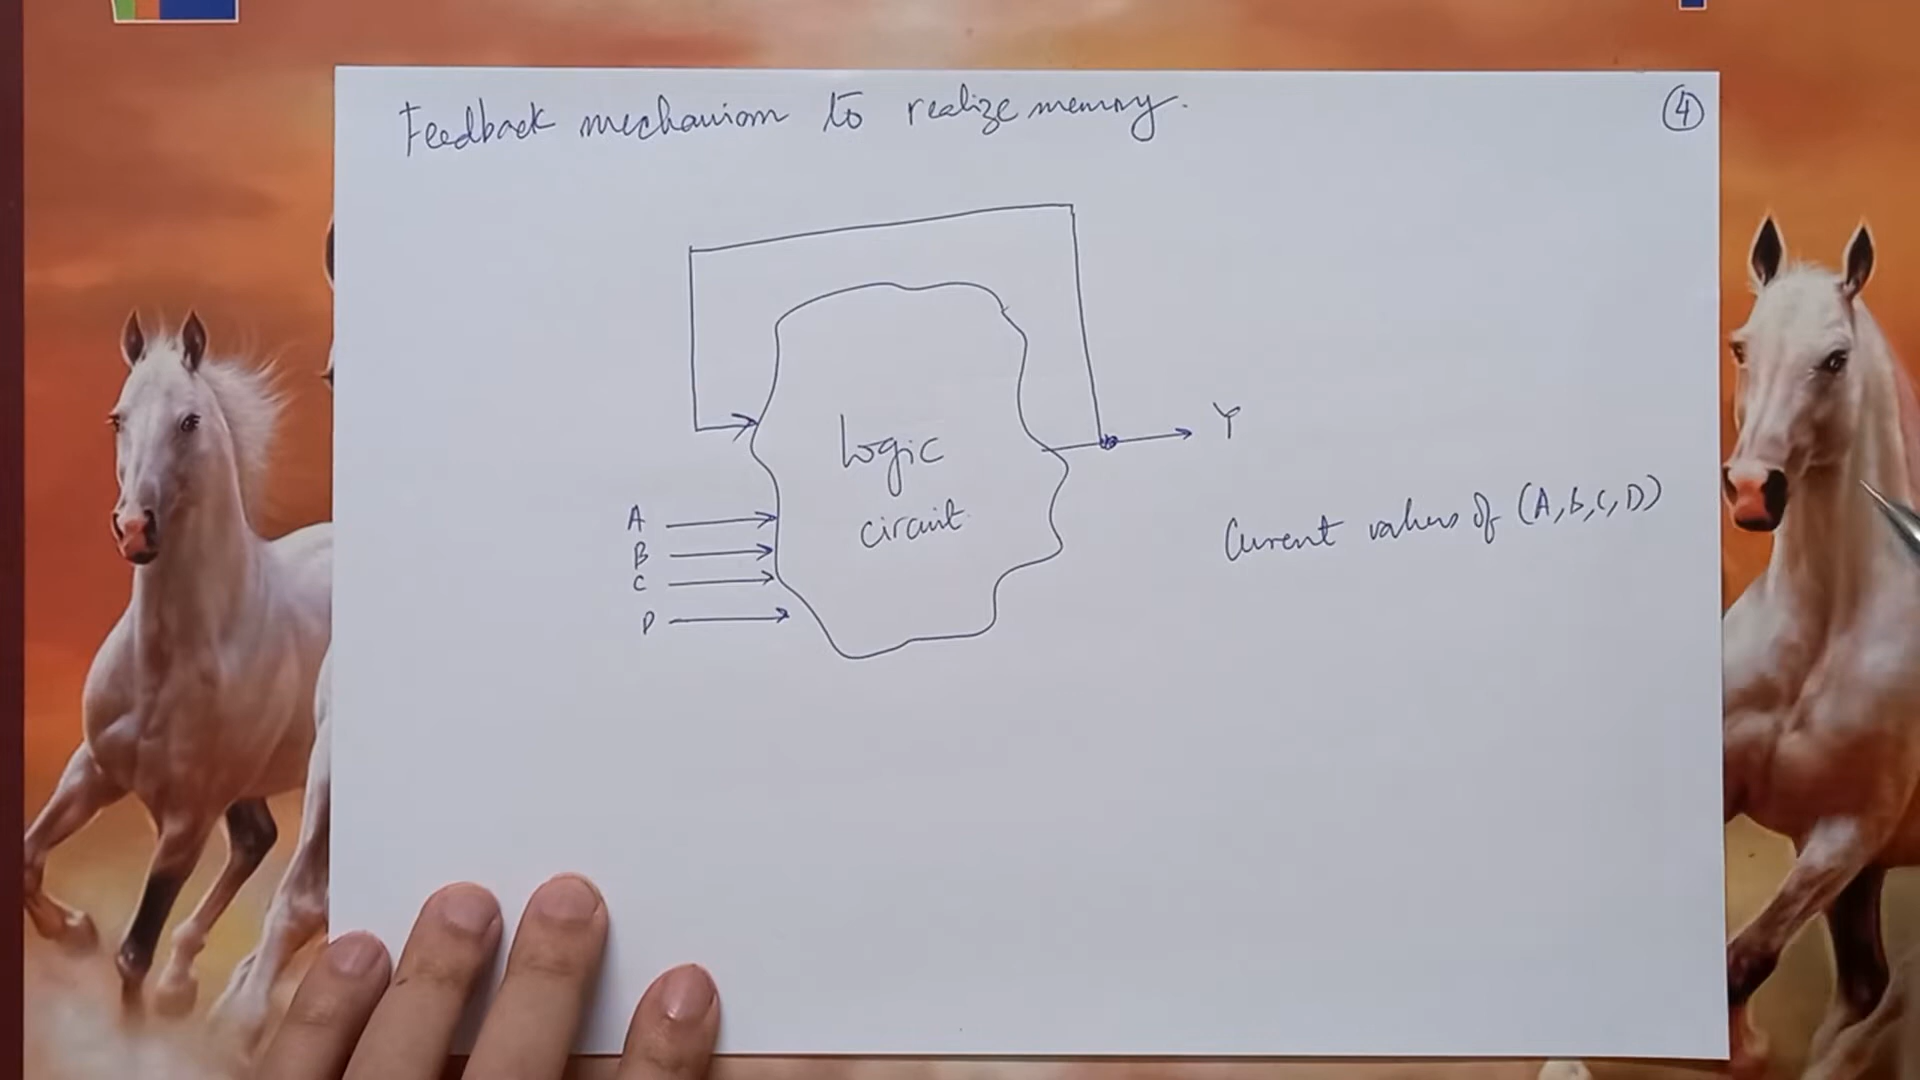 Feedback mechanism to realize memory.
4
Y
Logic
circuit
A
B
C
D
Current values of (A, B, C, D)